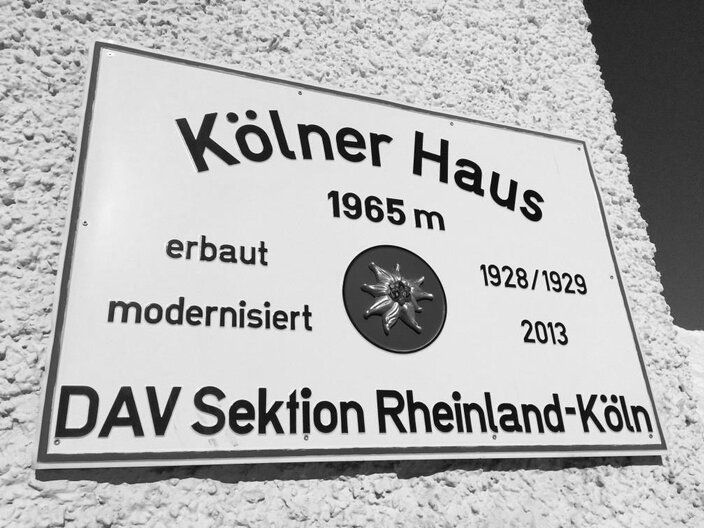 Kölner Haus
1965 m
erbaut 1928/1929
modernisiert 2013
DAV Sektion Rheinland-Köln